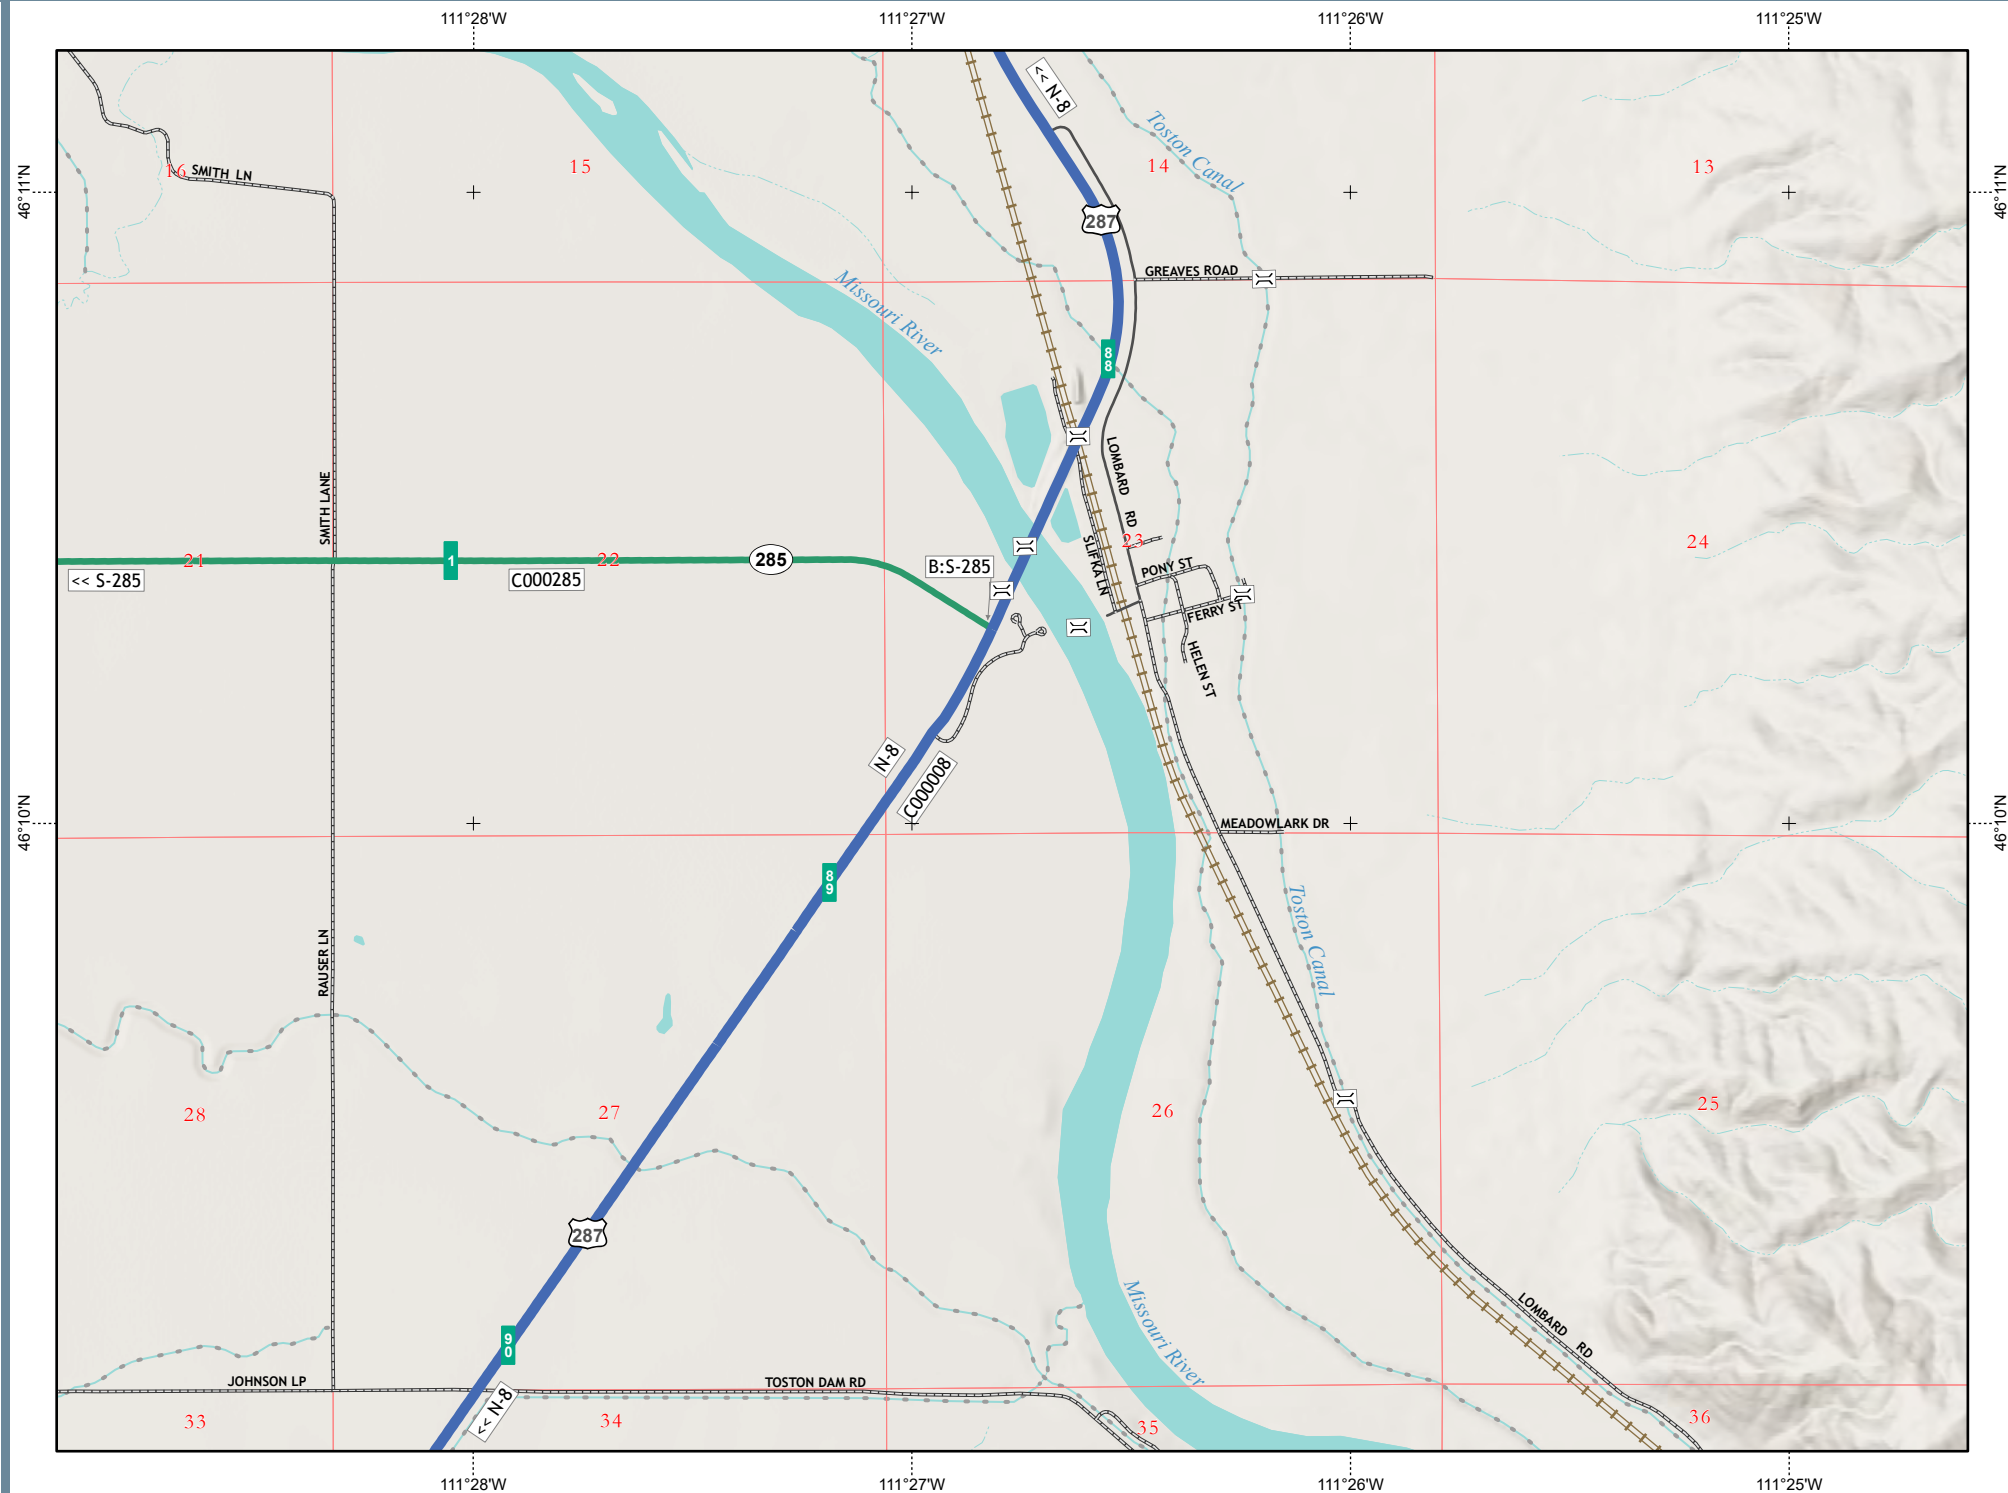 111°28'W
111°27'W
111°26'W
111°25'W
46°11'N
46°11'N
<< N-8
Toston Canal
16
SMITH LN
15
14
13
287
GREAVES ROAD
Missouri River
88
SMITH LANE
LOMBARD RD
21
1
22
285
B:S-285
23
24
<< S-285
C000285
SLIFKA LN
PONY ST
FERRY ST
HELEN ST
N-8
C000008
46°10'N
46°10'N
MEADOWLARK DR
89
Toston Canal
RAUSER LN
28
27
26
25
287
Missouri River
LOMBARD RD
90
JOHNSON LP
TOSTON DAM RD
<< N-8
33
34
35
36
111°28'W
111°27'W
111°26'W
111°25'W